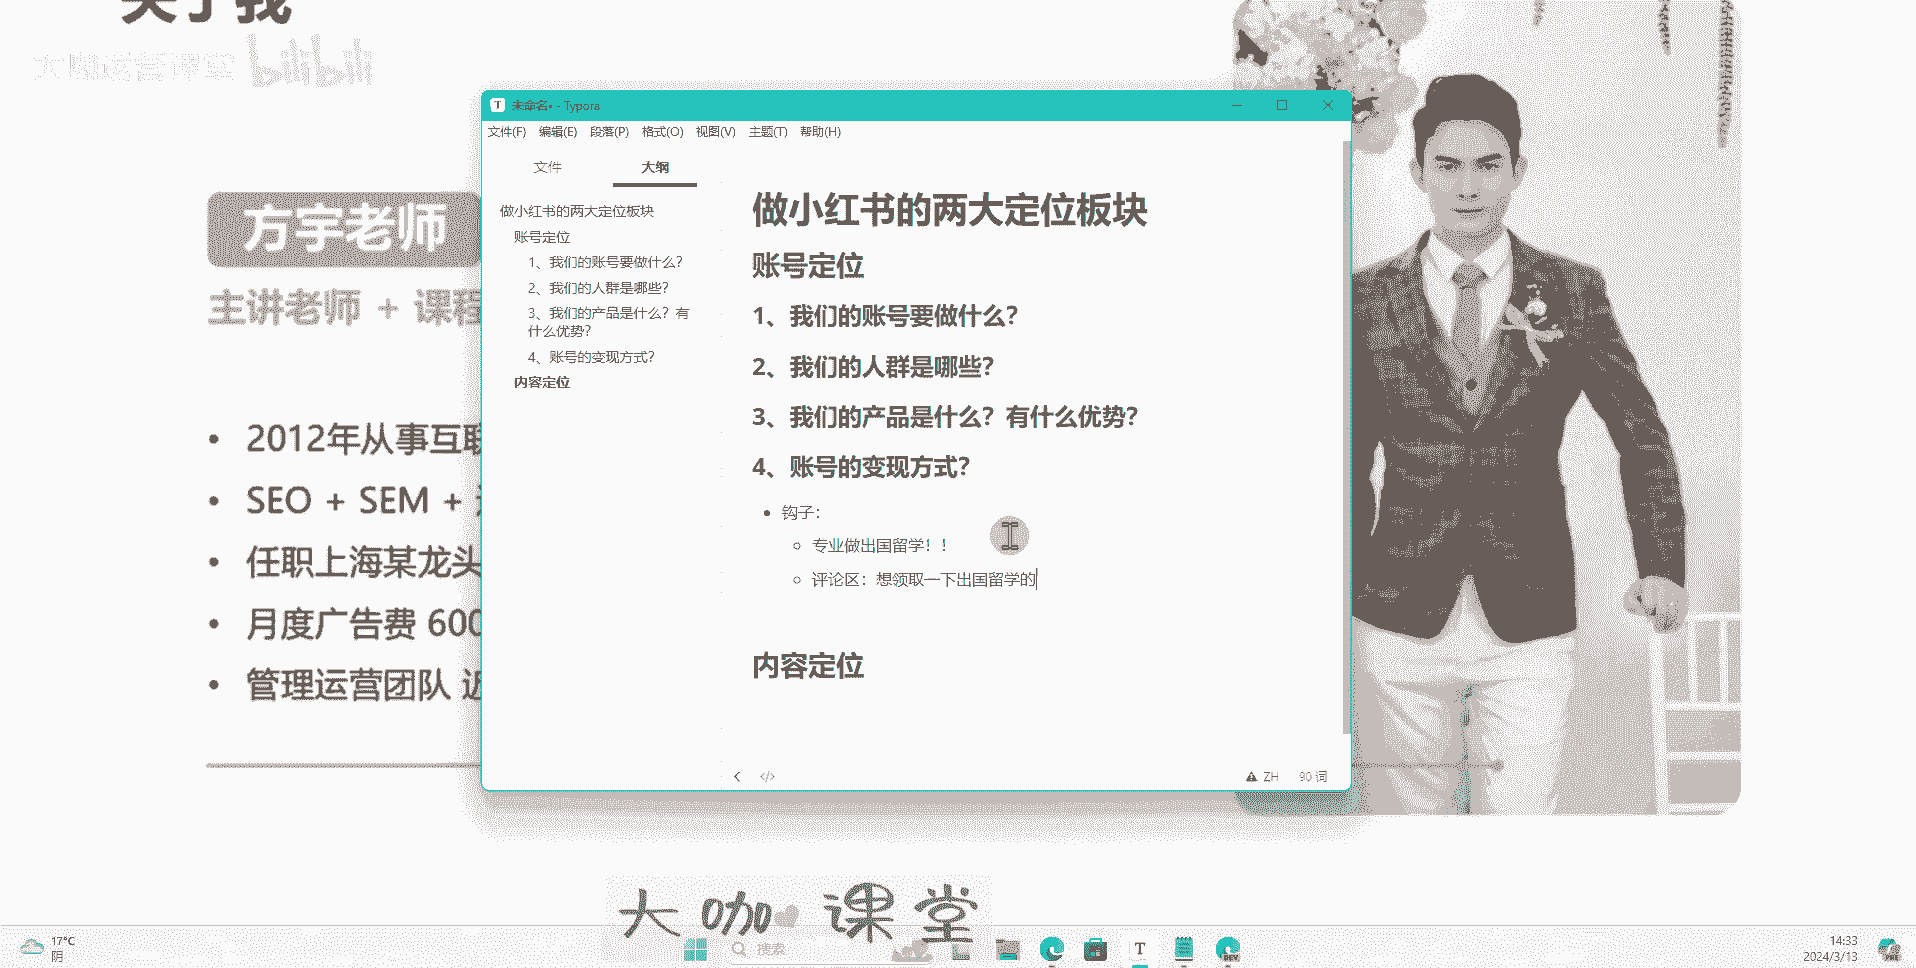 关于我
大咖运营课堂 bilibili
方宇老师
主讲老师 + 课程
2012年从事互联
SEO + SEM +
任职上海某龙头
月度广告费 600
管理运营团队 近
未命名• - Typora
文件(F) 编辑(E) 段落(P) 格式(O) 视图(V) 主题(T) 帮助(H)
文件 大纲
做小红书的两大定位板块
账号定位
1、我们的账号要做什么？
2、我们的人群是哪些？
3、我们的产品是什么？有
什么优势？
4、账号的变现方式？
内容定位
做小红书的两大定位板块
账号定位
1、我们的账号要做什么？
2、我们的人群是哪些？
3、我们的产品是什么？有什么优势？
4、账号的变现方式？
钩子：
专业做出国留学！！
评论区：想领取一下出国留学的
内容定位
ZH 90 词
大咖课堂
17°C
阴
搜索
14:33
2024/3/13